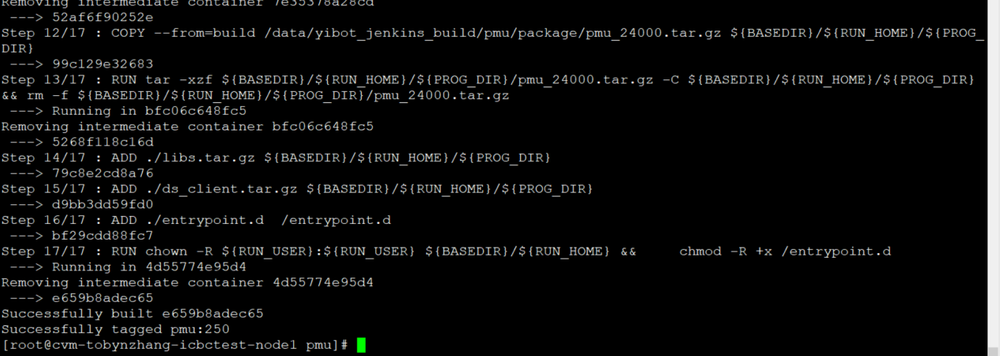 Removing intermediate container 7e35378a28cd
 ---> 52af6f90252e
Step 12/17 : COPY --from=build /data/yibot_jenkins_build/pmu/package/pmu_24000.tar.gz ${BASEDIR}/${RUN_HOME}/${PROG_
DIR}
 ---> 99c129e32683
Step 13/17 : RUN tar -xzf ${BASEDIR}/${RUN_HOME}/${PROG_DIR}/pmu_24000.tar.gz -C ${BASEDIR}/${RUN_HOME}/${PROG_DIR}
&& rm -f ${BASEDIR}/${RUN_HOME}/${PROG_DIR}/pmu_24000.tar.gz
 ---> Running in bfc06c648fc5
Removing intermediate container bfc06c648fc5
 ---> 5268f118c16d
Step 14/17 : ADD ./libs.tar.gz ${BASEDIR}/${RUN_HOME}/${PROG_DIR}
 ---> 79c8e2cd8a76
Step 15/17 : ADD ./ds_client.tar.gz ${BASEDIR}/${RUN_HOME}/${PROG_DIR}
 ---> d9bb3dd59fd0
Step 16/17 : ADD ./entrypoint.d  /entrypoint.d
 ---> bf29cdd88fc7
Step 17/17 : RUN chown -R ${RUN_USER}:${RUN_USER} ${BASEDIR}/${RUN_HOME} &&     chmod -R +x /entrypoint.d
 ---> Running in 4d55774e95d4
Removing intermediate container 4d55774e95d4
 ---> e659b8adec65
Successfully built e659b8adec65
Successfully tagged pmu:250
[root@cvm-tobynzhang-icbctest-node1 pmu]#